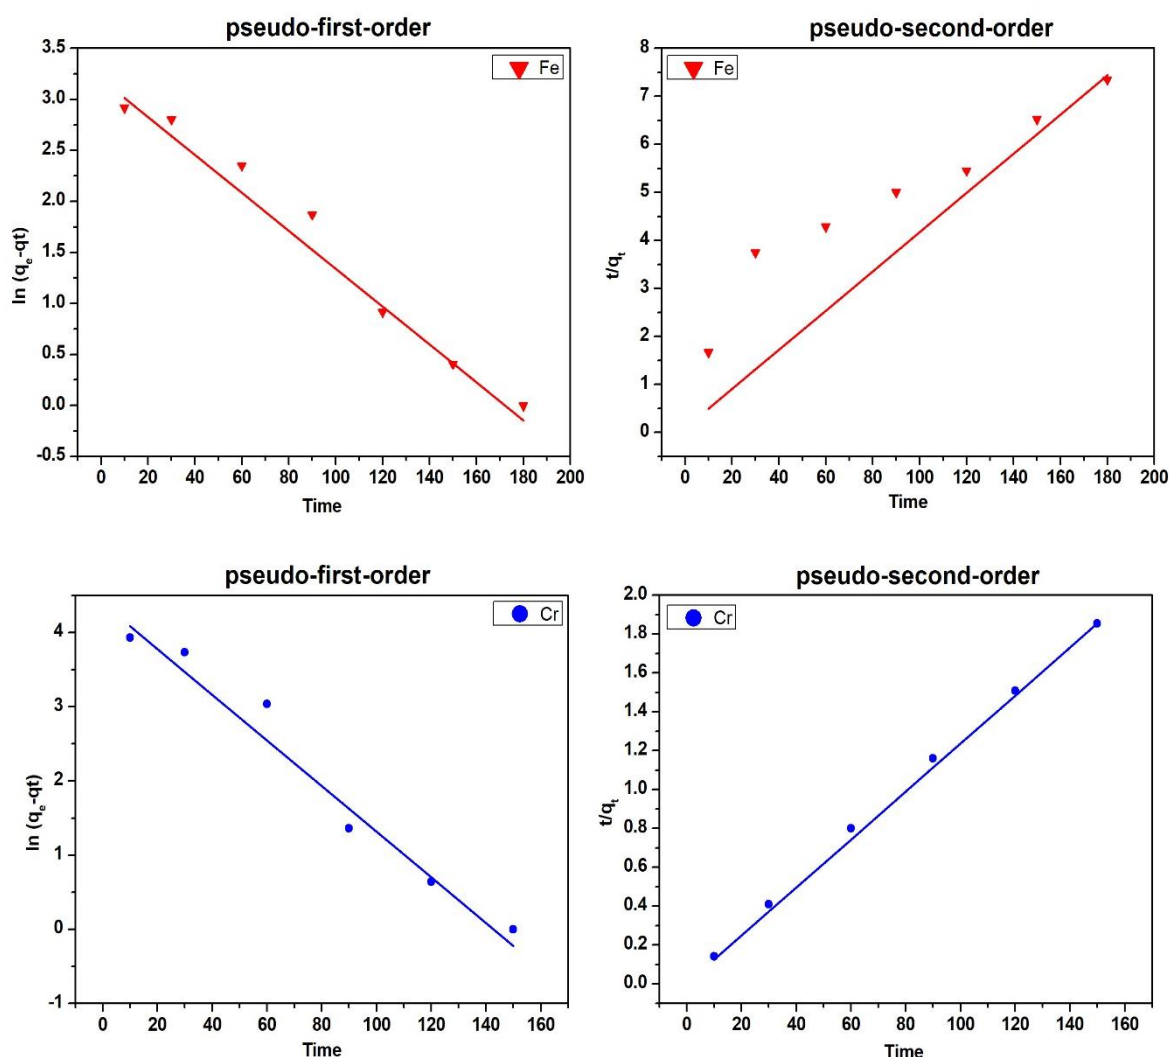 pseudo-first-order
Fe
3.5
3.0
2.5
2.0
1.5
1.0
0.5
0.0
-0.5
ln (qe-qt)
0 20 40 60 80 100 120 140 160 180 200
Time
pseudo-second-order
Fe
8
7
6
5
4
3
2
1
0
t/qt
0 20 40 60 80 100 120 140 160 180 200
Time
pseudo-first-order
Cr
4
3
2
1
0
-1
ln (qe-qt)
0 20 40 60 80 100 120 140 160
Time
pseudo-second-order
Cr
2.0
1.8
1.6
1.4
1.2
1.0
0.8
0.6
0.4
0.2
0.0
t/qt
0 20 40 60 80 100 120 140 160
Time